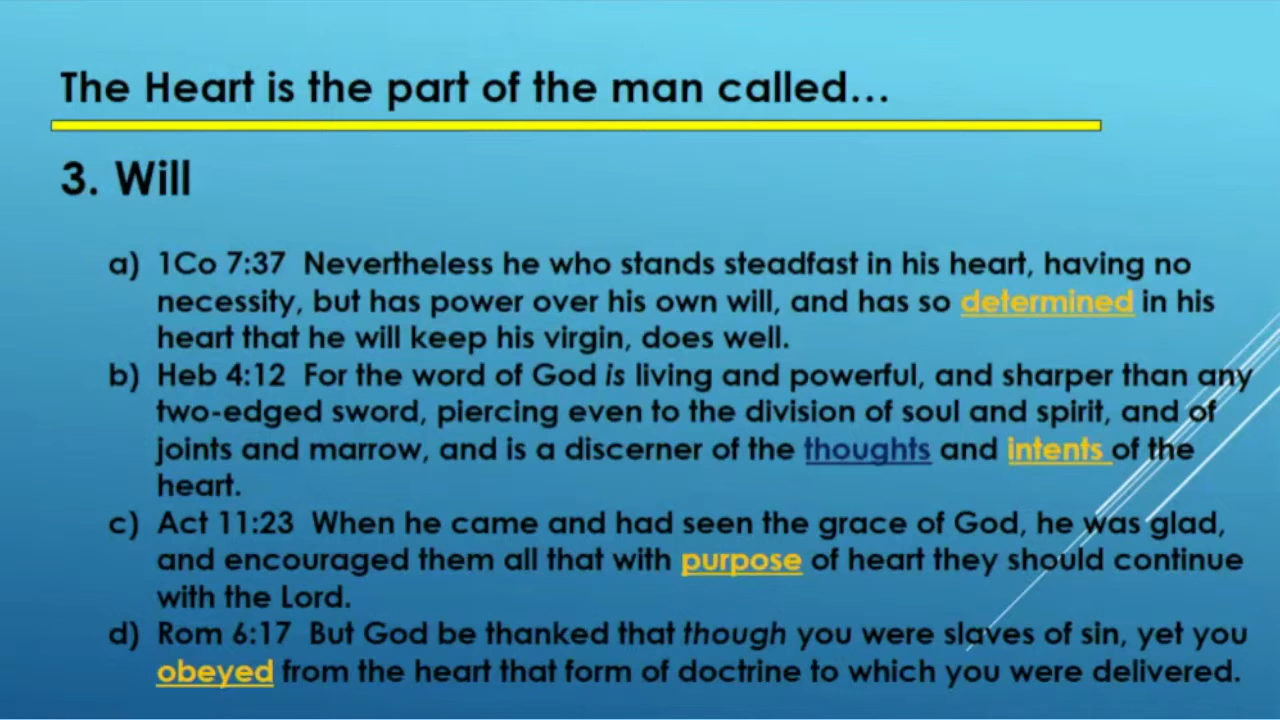 The Heart is the part of the man called...
3. Will
a) 1Co 7:37 Nevertheless he who stands steadfast in his heart, having no
necessity, but has power over his own will, and has so determined in his
heart that he will keep his virgin, does well.
b) Heb 4:12 For the word of God is living and powerful, and sharper than any
two-edged sword, piercing even to the division of soul and spirit, and of
joints and marrow, and is a discerner of the thoughts and intents of the
heart.
c) Act 11:23 When he came and had seen the grace of God, he was glad,
and encouraged them all that with purpose of heart they should continue
with the Lord.
d) Rom 6:17 But God be thanked that though you were slaves of sin, yet you
obeyed from the heart that form of doctrine to which you were delivered.